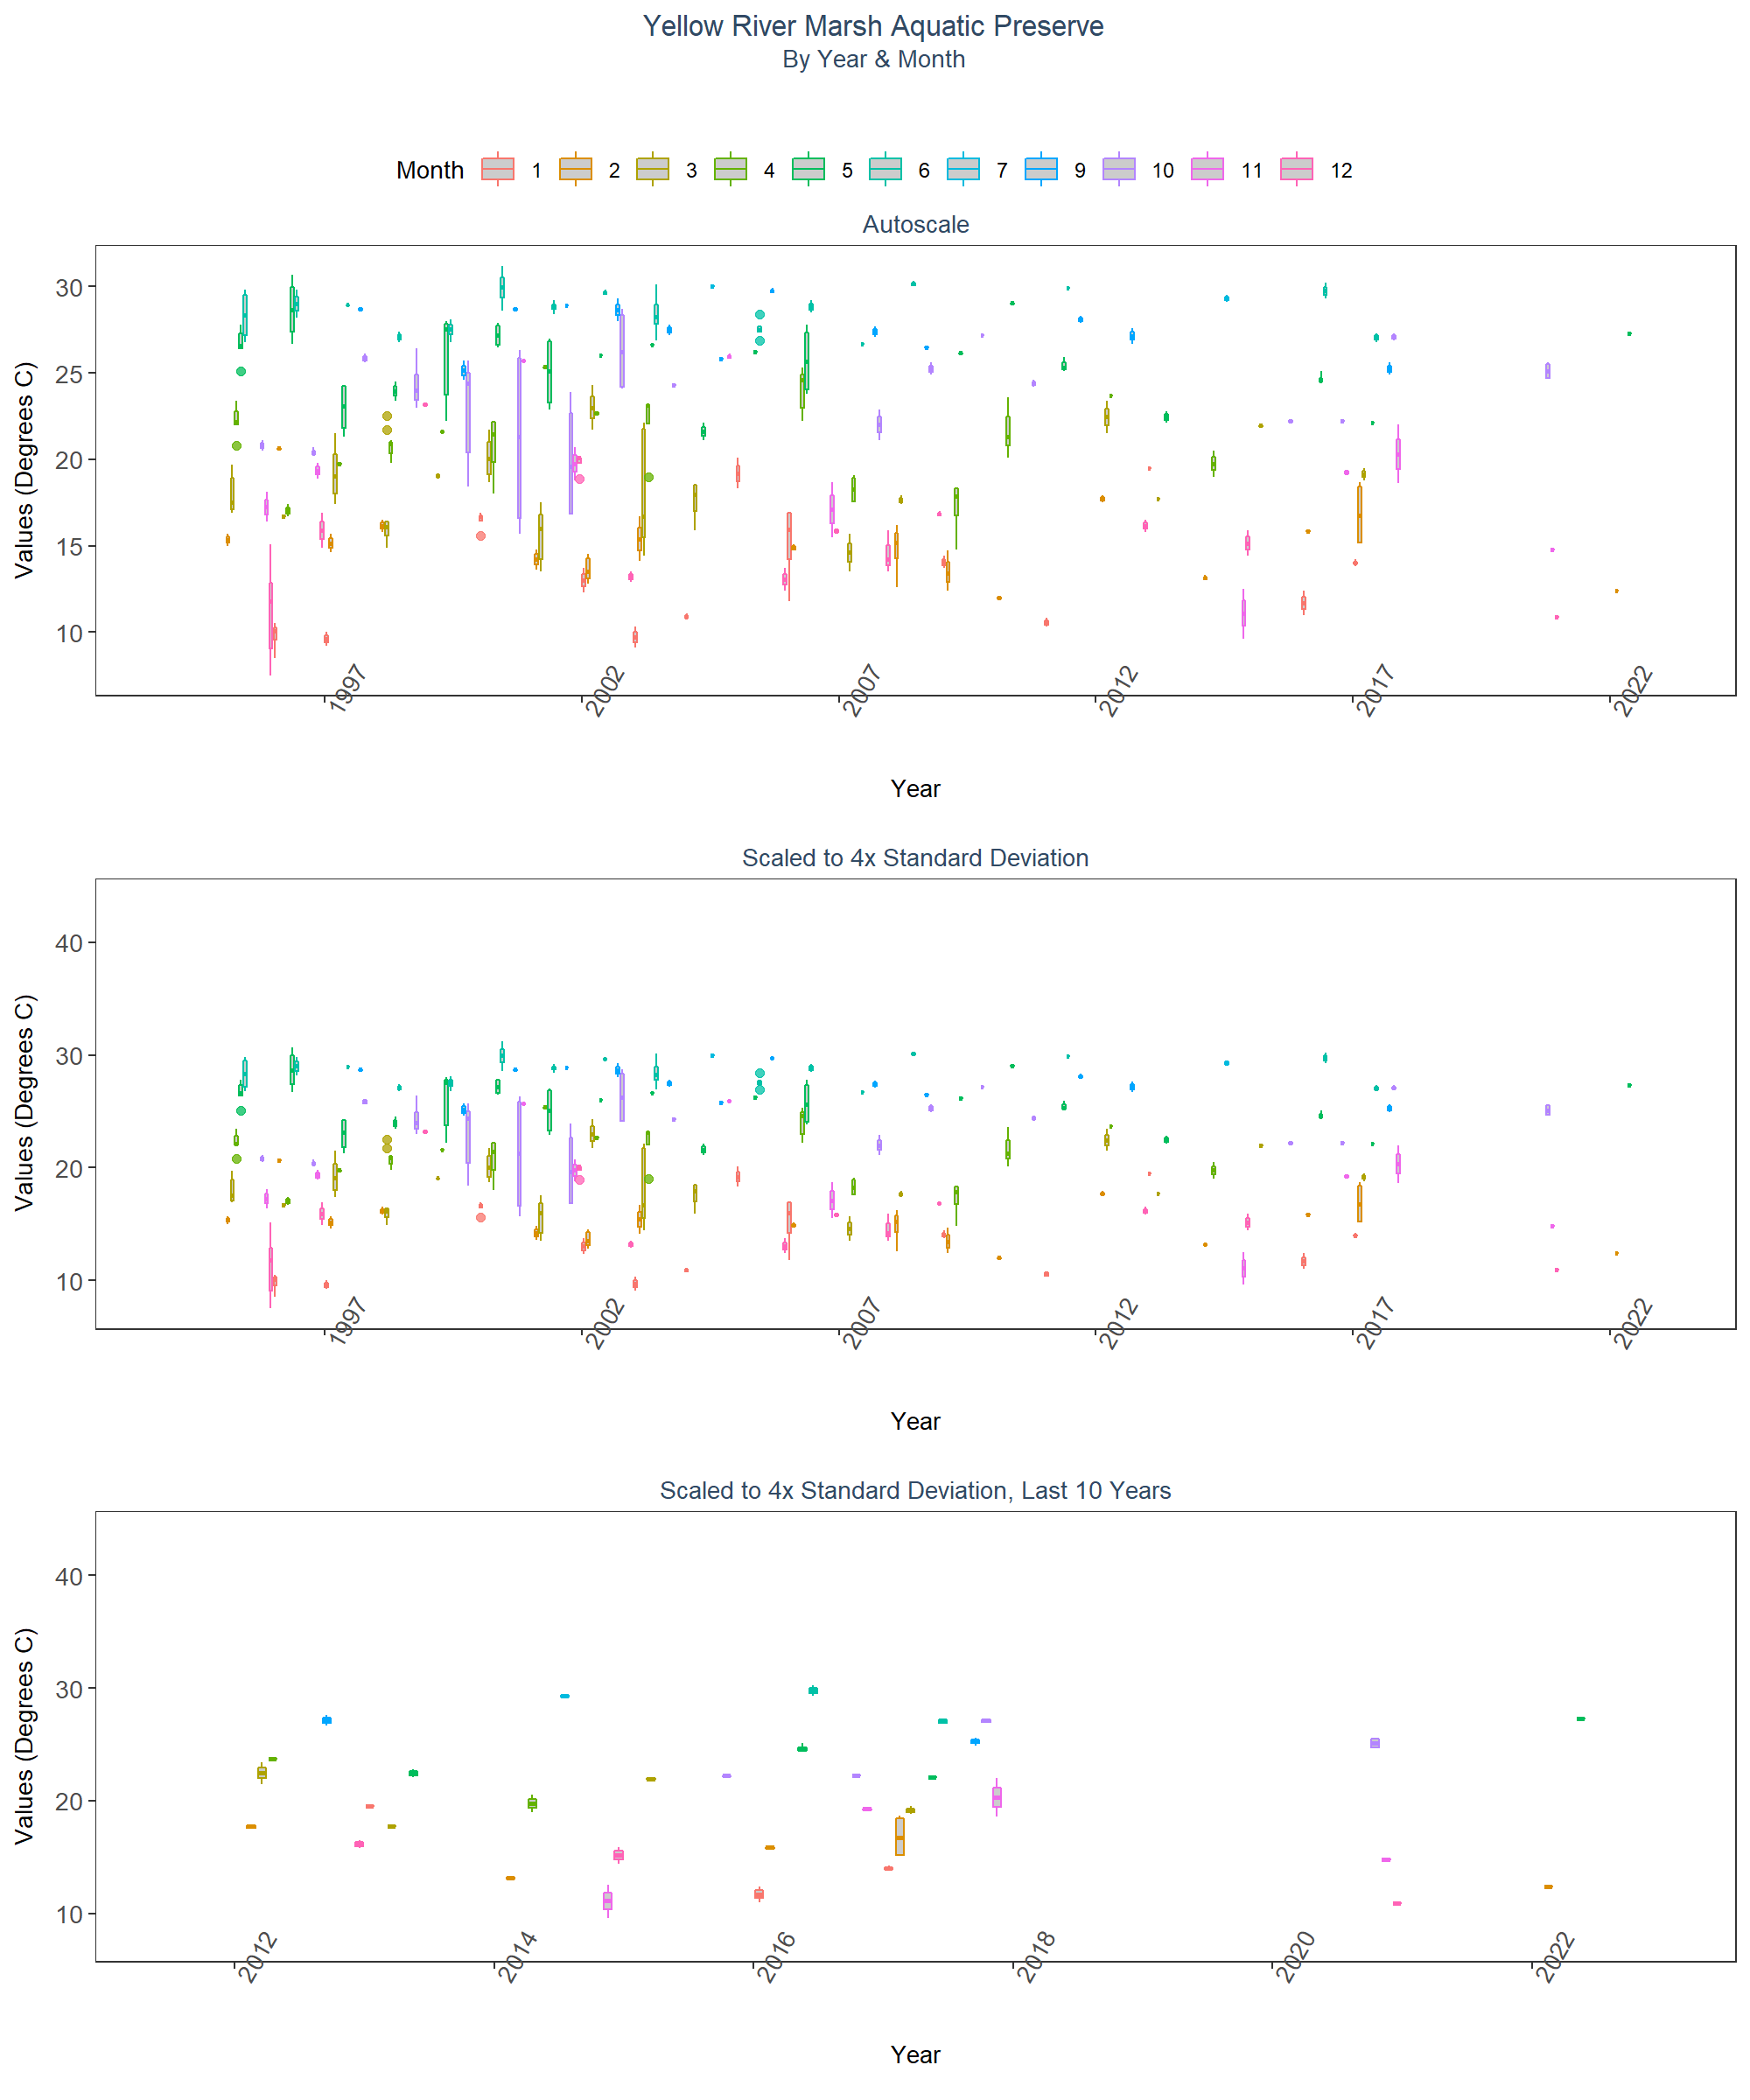 Yellow River Marsh Aquatic Preserve
By Year & Month
Month 1 2 3 4 5 6 7 9 10 11 12
Autoscale
Values (Degrees C)
30
25
20
15
10
1997 2002 2007 2012 2017 2022
Year
Scaled to 4x Standard Deviation
Values (Degrees C)
40
30
20
10
1997 2002 2007 2012 2017 2022
Year
Scaled to 4x Standard Deviation, Last 10 Years
Values (Degrees C)
40
30
20
10
2012 2014 2016 2018 2020 2022
Year